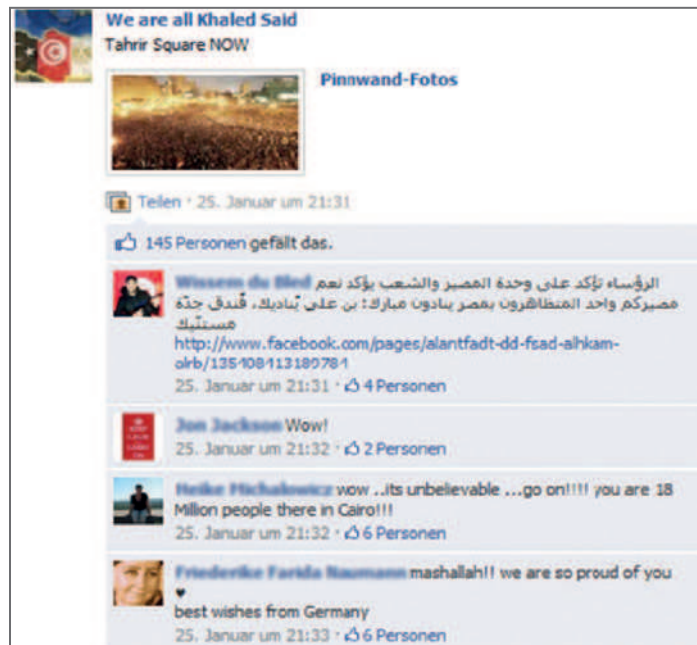 We are all Khaled Said
Tahrir Square NOW
Pinnwand-Fotos
Teilen · 25. Januar um 21:31
145 Personen gefällt das.
الرؤساء تؤكد على وحدة المصير والشعب يؤكد نعم
مصيركم واحد المتظاهرون بمصر ينادون مبارك: بن علي يُناديك، فُندق جدّة
مستنّيك
http://www.facebook.com/pages/alantfadt-dd-fsad-alhkam-
25. Januar um 21:31 · 4 Personen
Wow!
25. Januar um 21:32 · 2 Personen
wow ..its unbelievable ...go on!!!! you are 18
Million people there in Cairo!!!
25. Januar um 21:32 · 6 Personen
mashallah!! we are so proud of you
♥
best wishes from Germany
25. Januar um 21:33 · 6 Personen